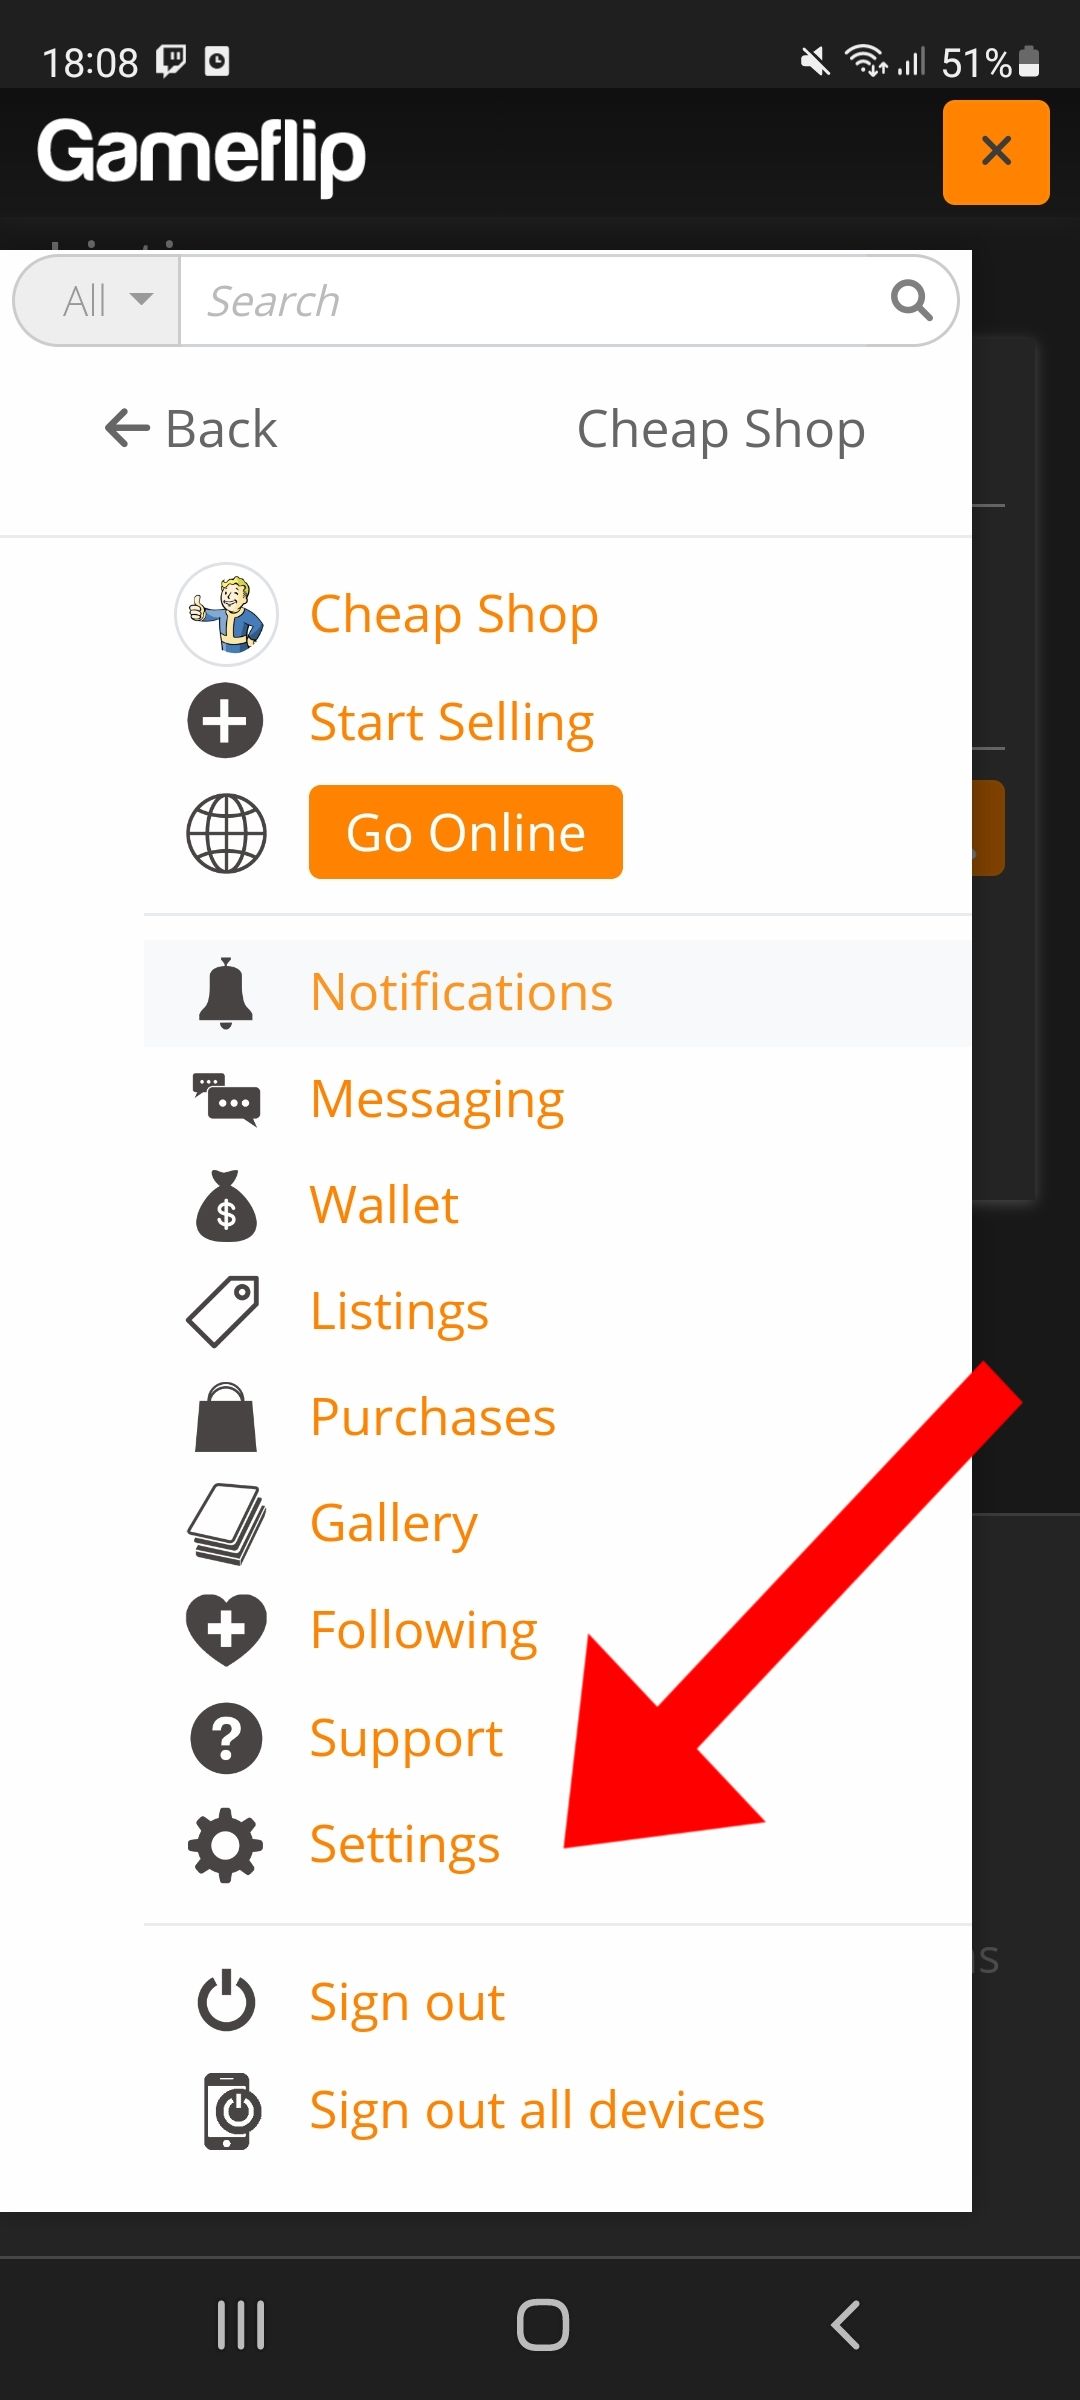 18:08
51%
Gameflip
All
Search
Back
Cheap Shop
Cheap Shop
Start Selling
Go Online
Notifications
Messaging
Wallet
Listings
Purchases
Gallery
Following
Support
Settings
Sign out
Sign out all devices